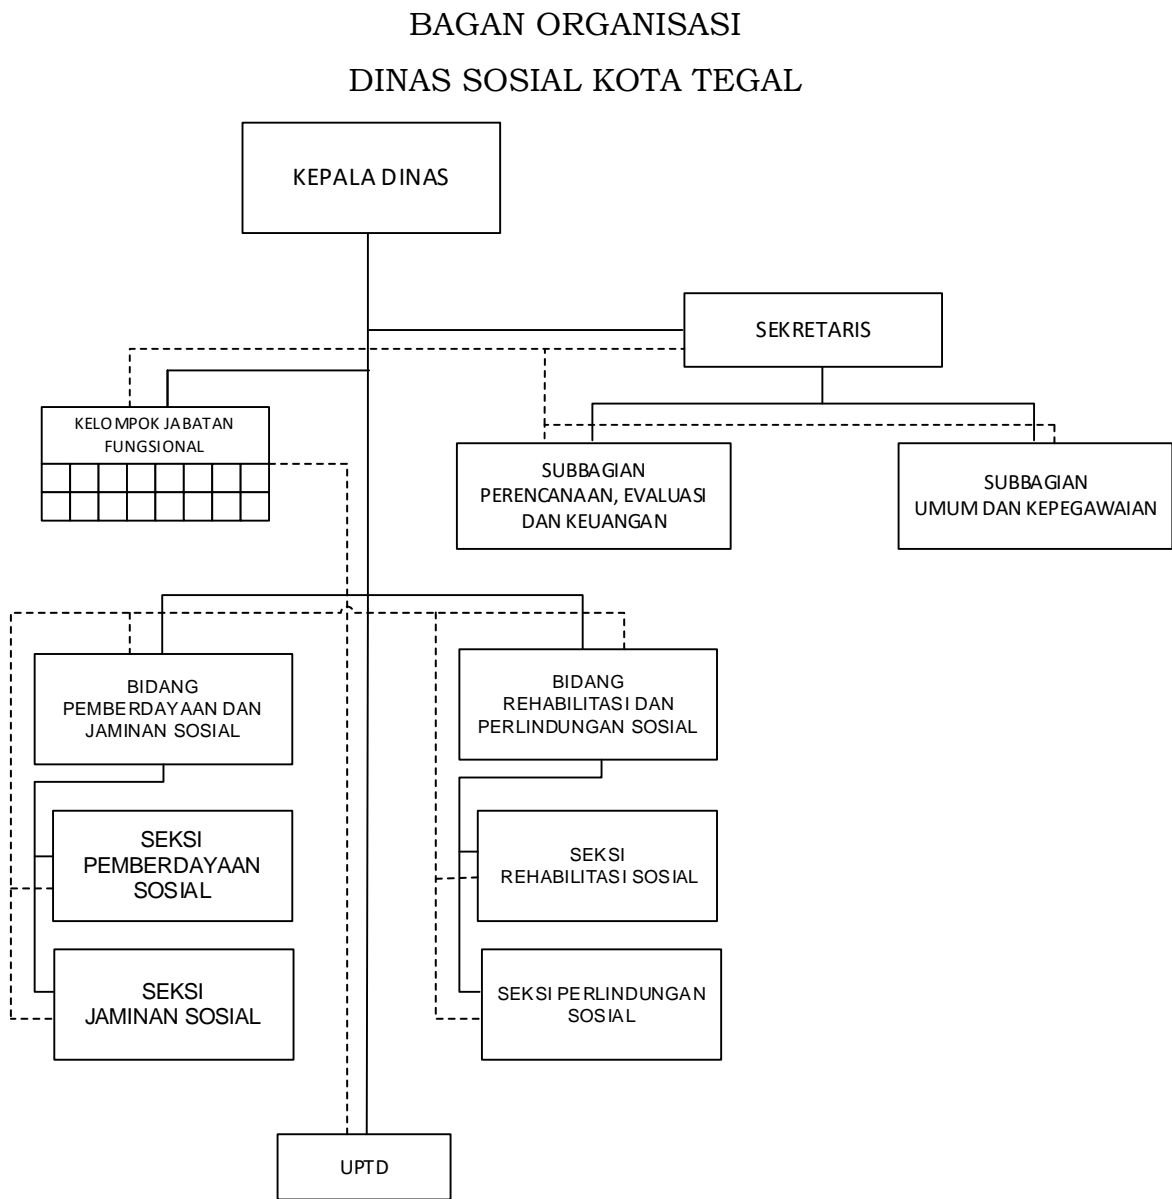 BAGAN ORGANISASI
DINAS SOSIAL KOTA TEGAL
KEPALA DINAS
SEKRETARIS
KELOMPOK JABATAN
FUNGSIONAL
SUBBAGIAN
PERENCANAAN, EVALUASI
DAN KEUANGAN
SUBBAGIAN
UMUM DAN KEPEGAWAIAN
BIDANG
PEMBERDAYAAN DAN
JAMINAN SOSIAL
BIDANG
REHABILITASI DAN
PERLINDUNGAN SOSIAL
SEKSI
PEMBERDAYAAN
SOSIAL
SEKSI
REHABILITASI SOSIAL
SEKSI
JAMINAN SOSIAL
SEKSI PERLINDUNGAN
SOSIAL
UPTD